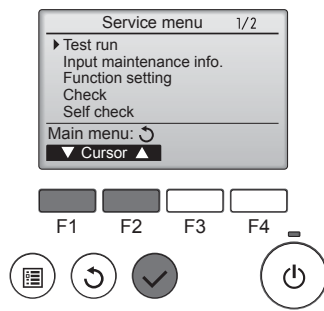 Service menu 1/2
Test run
Input maintenance info.
Function setting
Check
Self check
Main menu:
Cursor
F1 F2 F3 F4